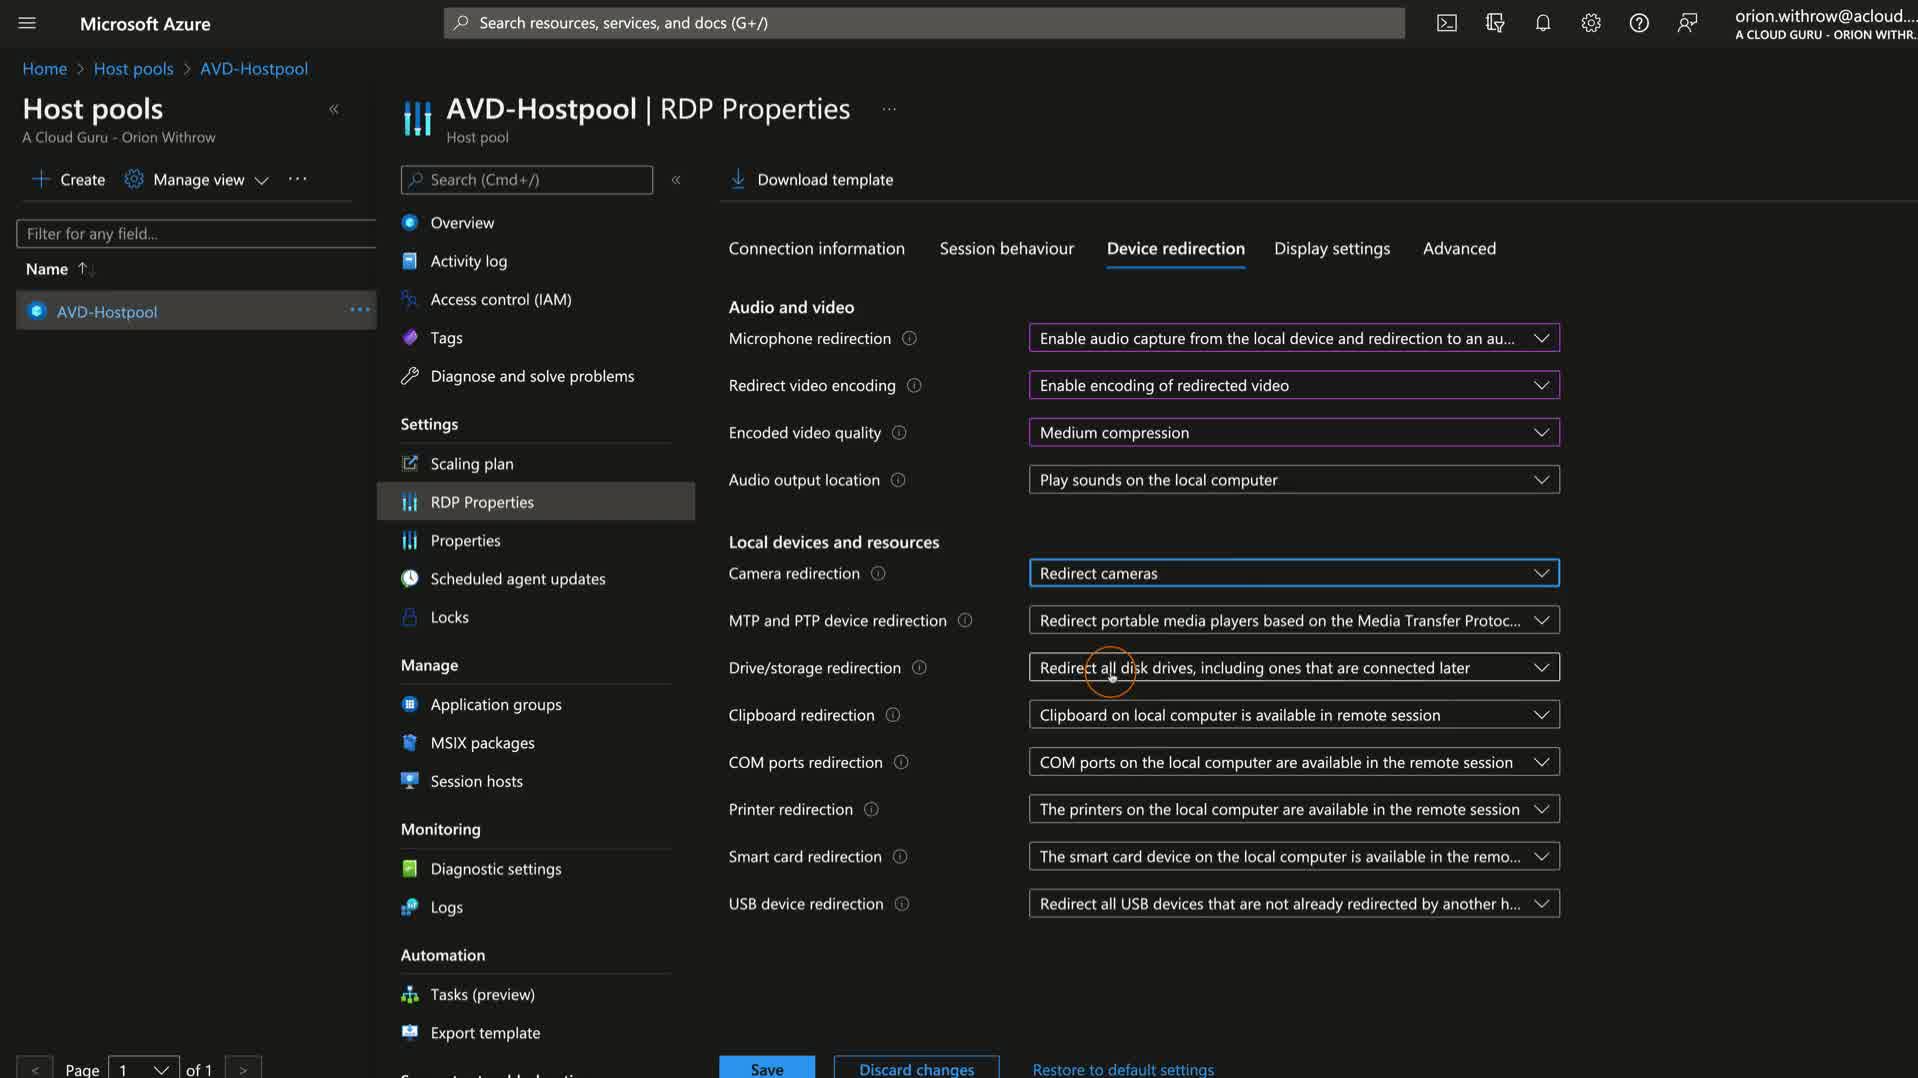 Microsoft Azure
Search resources, services, and docs (G+/)
orion.withrow@acloud....
A CLOUD GURU - ORION WITHR...
Home > Host pools > AVD-Hostpool
Host pools
A Cloud Guru - Orion Withrow
Create
Manage view
Filter for any field...
Name
AVD-Hostpool
Page 1 of 1
AVD-Hostpool | RDP Properties
Host pool
Search (Cmd+/)
Overview
Activity log
Access control (IAM)
Tags
Diagnose and solve problems
Settings
Scaling plan
RDP Properties
Properties
Scheduled agent updates
Locks
Manage
Application groups
MSIX packages
Session hosts
Monitoring
Diagnostic settings
Logs
Automation
Tasks (preview)
Export template
Download template
Connection information
Session behaviour
Device redirection
Display settings
Advanced
Audio and video
Microphone redirection
Enable audio capture from the local device and redirection to an au...
Redirect video encoding
Enable encoding of redirected video
Encoded video quality
Medium compression
Audio output location
Play sounds on the local computer
Local devices and resources
Camera redirection
Redirect cameras
MTP and PTP device redirection
Redirect portable media players based on the Media Transfer Protoc...
Drive/storage redirection
Redirect all disk drives, including ones that are connected later
Clipboard redirection
Clipboard on local computer is available in remote session
COM ports redirection
COM ports on the local computer are available in the remote session
Printer redirection
The printers on the local computer are available in the remote session
Smart card redirection
The smart card device on the local computer is available in the remo...
USB device redirection
Redirect all USB devices that are not already redirected by another h...
Save
Discard changes
Restore to default settings